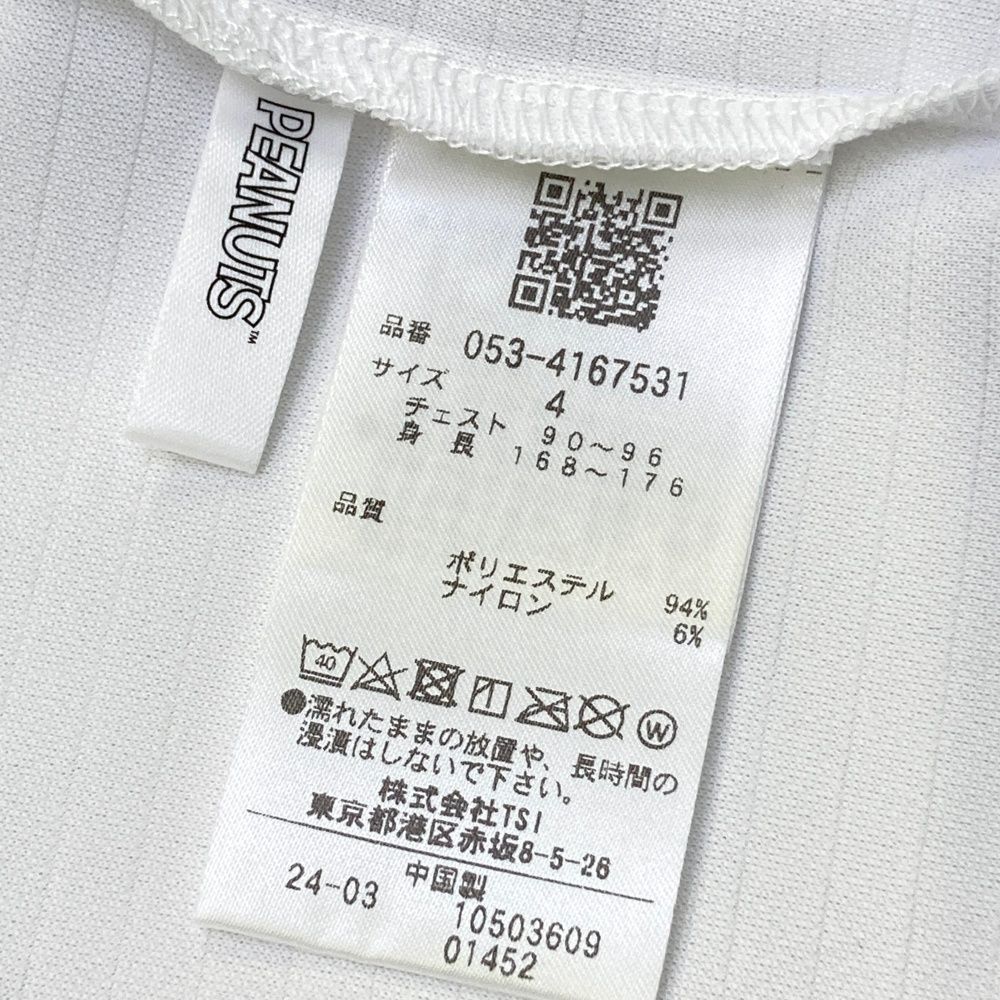 PEANUTS™
品番 053-4167531
サイズ 4
チェスト 90～96
身長 168～176
品質
ポリエステル 94%
ナイロン 6%
40
W
●濡れたままの放置や、長時間の
浸漬はしないで下さい。
株式会社TSI
東京都港区赤坂8-5-26
中国製
24-03
10503609
01452